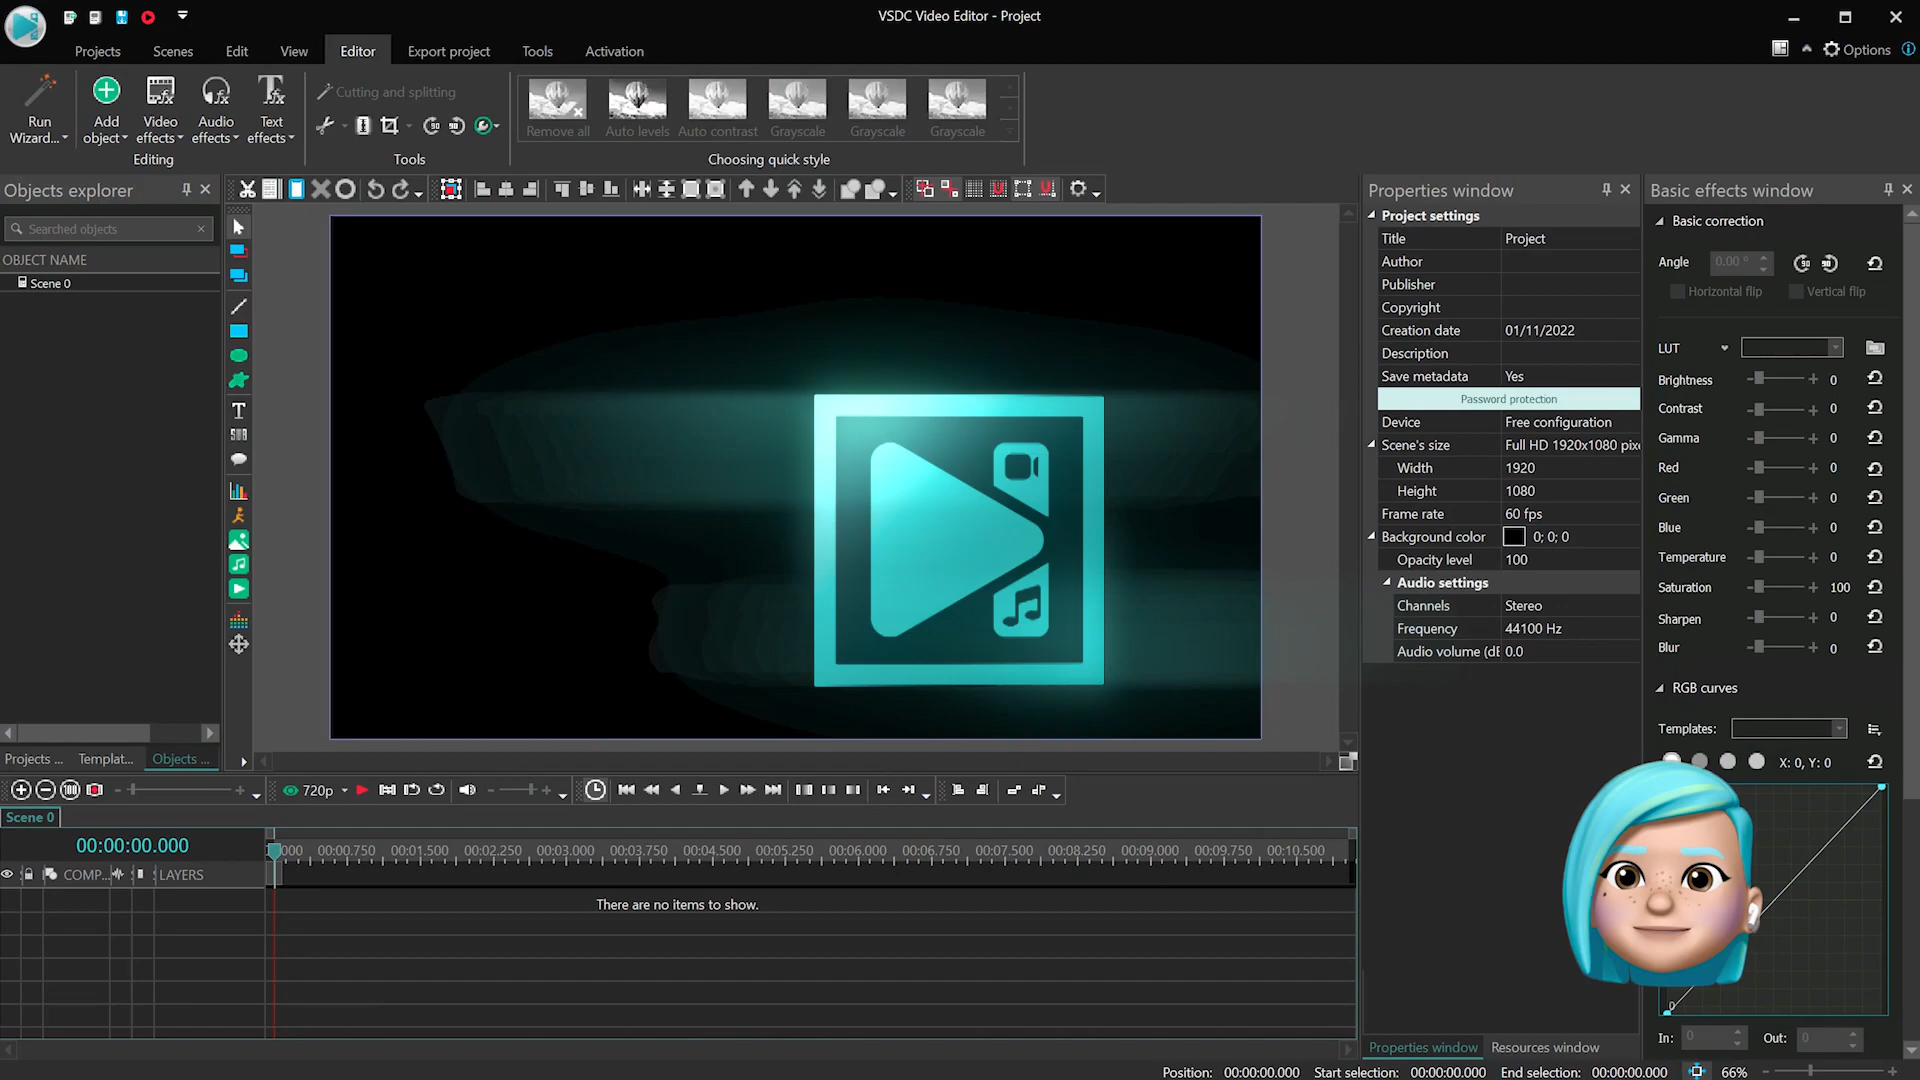 VSDC Video Editor - Project
Projects
Scenes
Edit
View
Editor
Export project
Tools
Activation
Options
Run
Wizard...
Add
object
Video
effects
Audio
effects
Text
effects
Editing
Cutting and splitting
Tools
Remove all
Auto levels
Auto contrast
Grayscale
Grayscale
Grayscale
Choosing quick style
Objects explorer
Searched objects
OBJECT NAME
Scene 0
Projects ...
Templat...
Objects ...
Properties window
Project settings
Title Project
Author
Publisher
Copyright
Creation date 01/11/2022
Description
Save metadata Yes
Password protection
Device Free configuration
Scene's size Full HD 1920x1080 pixe
Width 1920
Height 1080
Frame rate 60 fps
Background color 0; 0; 0
Opacity level 100
Audio settings
Channels Stereo
Frequency 44100 Hz
Audio volume (dE 0.0
Properties window
Resources window
Basic effects window
Basic correction
Angle 0.00 °
Horizontal flip
Vertical flip
LUT
Brightness 0
Contrast 0
Gamma 0
Red 0
Green 0
Blue 0
Temperature 0
Saturation 100
Sharpen 0
Blur 0
RGB curves
Templates:
X: 0, Y: 0
0
In: 0
Out: 0
720p
Scene 0
00:00:00.000
COMP...
LAYERS
000 00:00.750 00:01.500 00:02.250 00:03.000 00:03.750 00:04.500 00:05.250 00:06.000 00:06.750 00:07.500 00:08.250 00:09.000 00:09.750 00:10.500
There are no items to show.
Position: 00:00:00.000
Start selection: 00:00:00.000
End selection: 00:00:00.000
66%